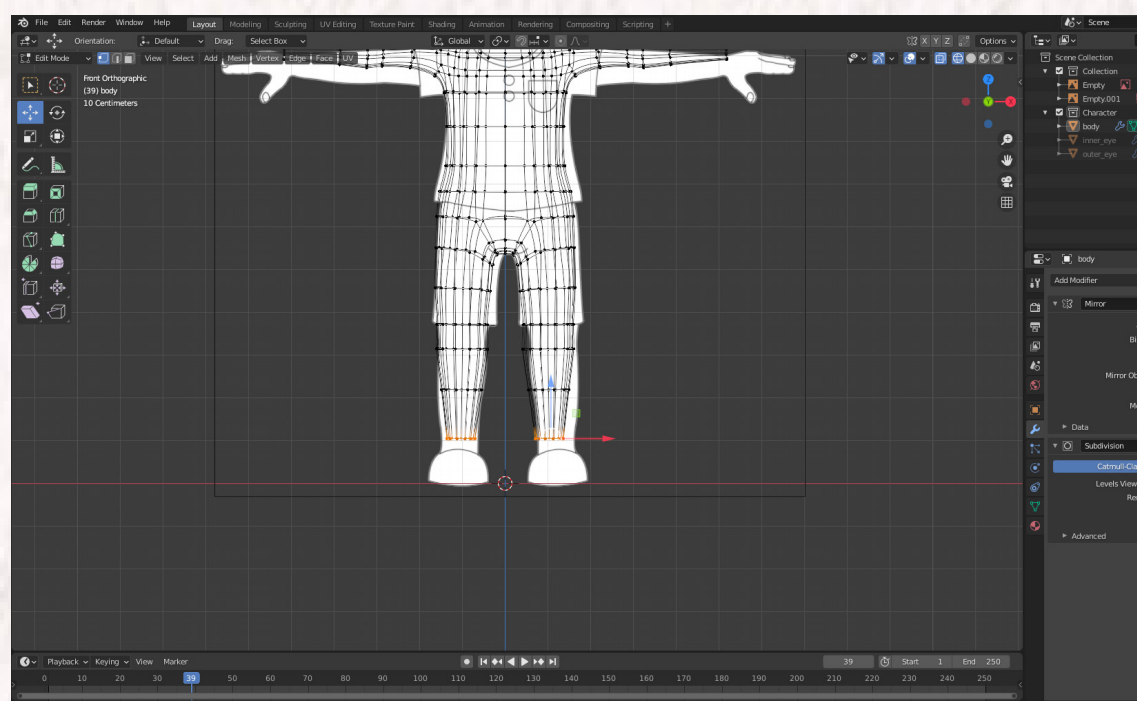 File Edit Render Window Help Layout Modeling Sculpting UV Editing Texture Paint Shading Animation Rendering Compositing Scripting + Scene
Orientation: Default Drag: Select Box Global X Y Z Options
Edit Mode View Select Add Mesh Vertex Edge Face UV
Front Orthographic
(39) body
10 Centimeters
X
Y
Z
Scene Collection
Collection
Empty
Empty.001
Character
body
inner_eye
outer_eye
body
Add Modifier
Mirror
Bi
Mirror Ob
M
Data
Subdivision
Catmull-Cla
Levels View
Re
Advanced
Playback Keying View Marker 39 Start 1 End 250
0 10 20 30 39 50 60 70 80 90 100 110 120 130 140 150 160 170 180 190 200 210 220 230 240 250